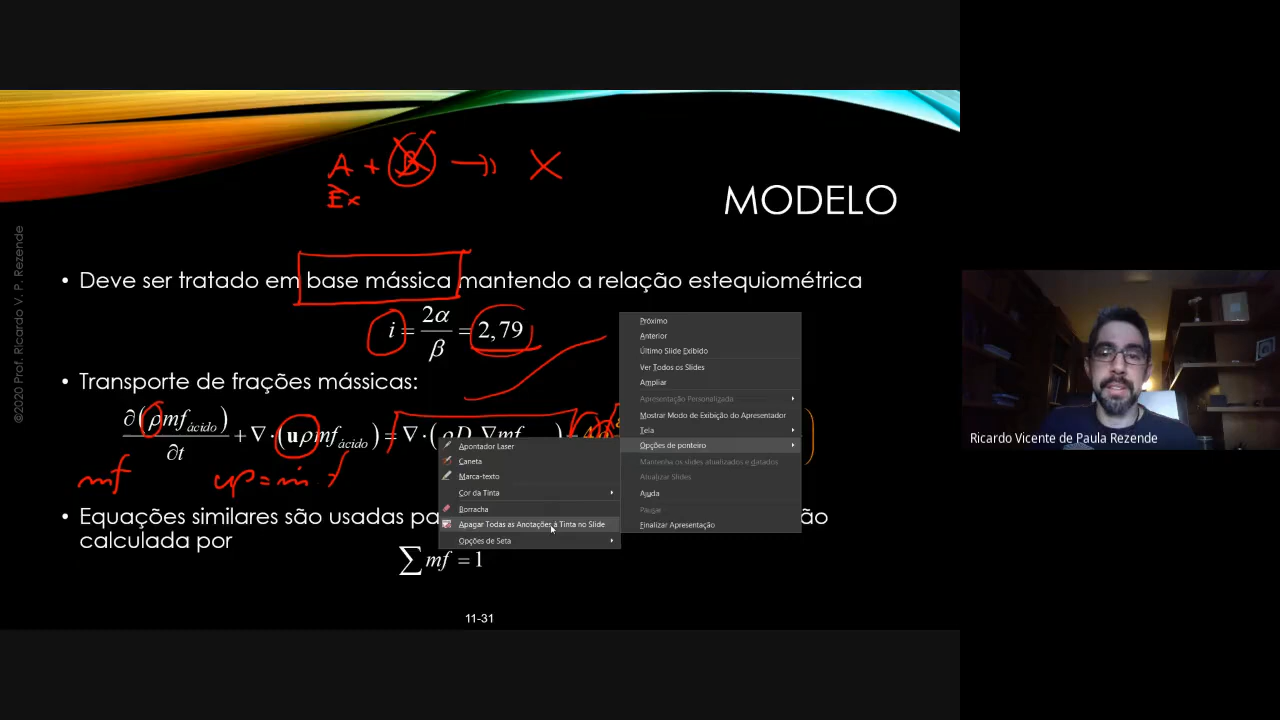 A + B → X
Ex
MODELO
©2020 Prof. Ricardo V. P. Rezende
• Deve ser tratado em base mássica mantendo a relação estequiométrica
i = 2α / β = 2,79
• Transporte de frações mássicas:
∂(ρmf_ácido) / ∂t + ∇·(uρmf_ácido) = ∇·(ρD ∇mf
mf
uρ = ṁ
• Equações similares são usadas pa
ão
calculada por
∑ mf = 1
11-31
Próximo
Anterior
Último Slide Exibido
Ver Todos os Slides
Ampliar
Apresentação Personalizada
Mostrar Modo de Exibição do Apresentador
Tela
Opções de ponteiro
Mantenha os slides atualizados e datados
Atualizar Slides
Ajuda
Pausar
Finalizar Apresentação
Apontador Laser
Caneta
Marca-texto
Cor da Tinta
Borracha
Apagar Todas as Anotações à Tinta no Slide
Opções de Seta
Ricardo Vicente de Paula Rezende